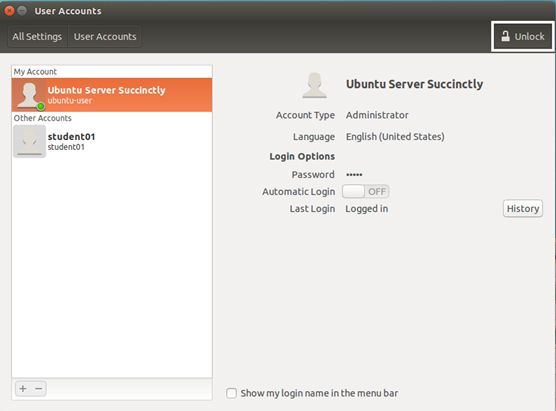 User Accounts
All Settings User Accounts Unlock
My Account
Ubuntu Server Succinctly
ubuntu-user
Other Accounts
student01
student01
Ubuntu Server Succinctly
Account Type Administrator
Language English (United States)
Login Options
Password •••••
Automatic Login OFF
Last Login Logged in History
+ −
Show my login name in the menu bar